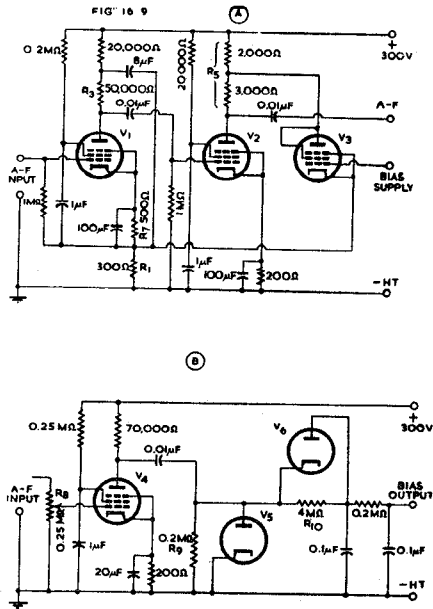 FIG" 16 9
A
0.2MΩ
20,000Ω
8μF
R3
50,000Ω
0.01μF
20,000Ω
R5
2,000Ω
3,000Ω
0.01μF
+
300V
A-F
V1
V2
V3
A-F
INPUT
BIAS
SUPPLY
1MΩ
1μF
100μF
R7 500Ω
1MΩ
300Ω
R1
1μF
100μF
200Ω
-HT
B
0.25 MΩ
70,000Ω
0.01μF
V6
+
300V
A-F
INPUT
R8
0.25 MΩ
V4
V5
4MΩ
R10
0.2MΩ
BIAS
OUTPUT
1μF
0.2MΩ
R9
20μF
200Ω
0.1μF
0.1μF
-HT